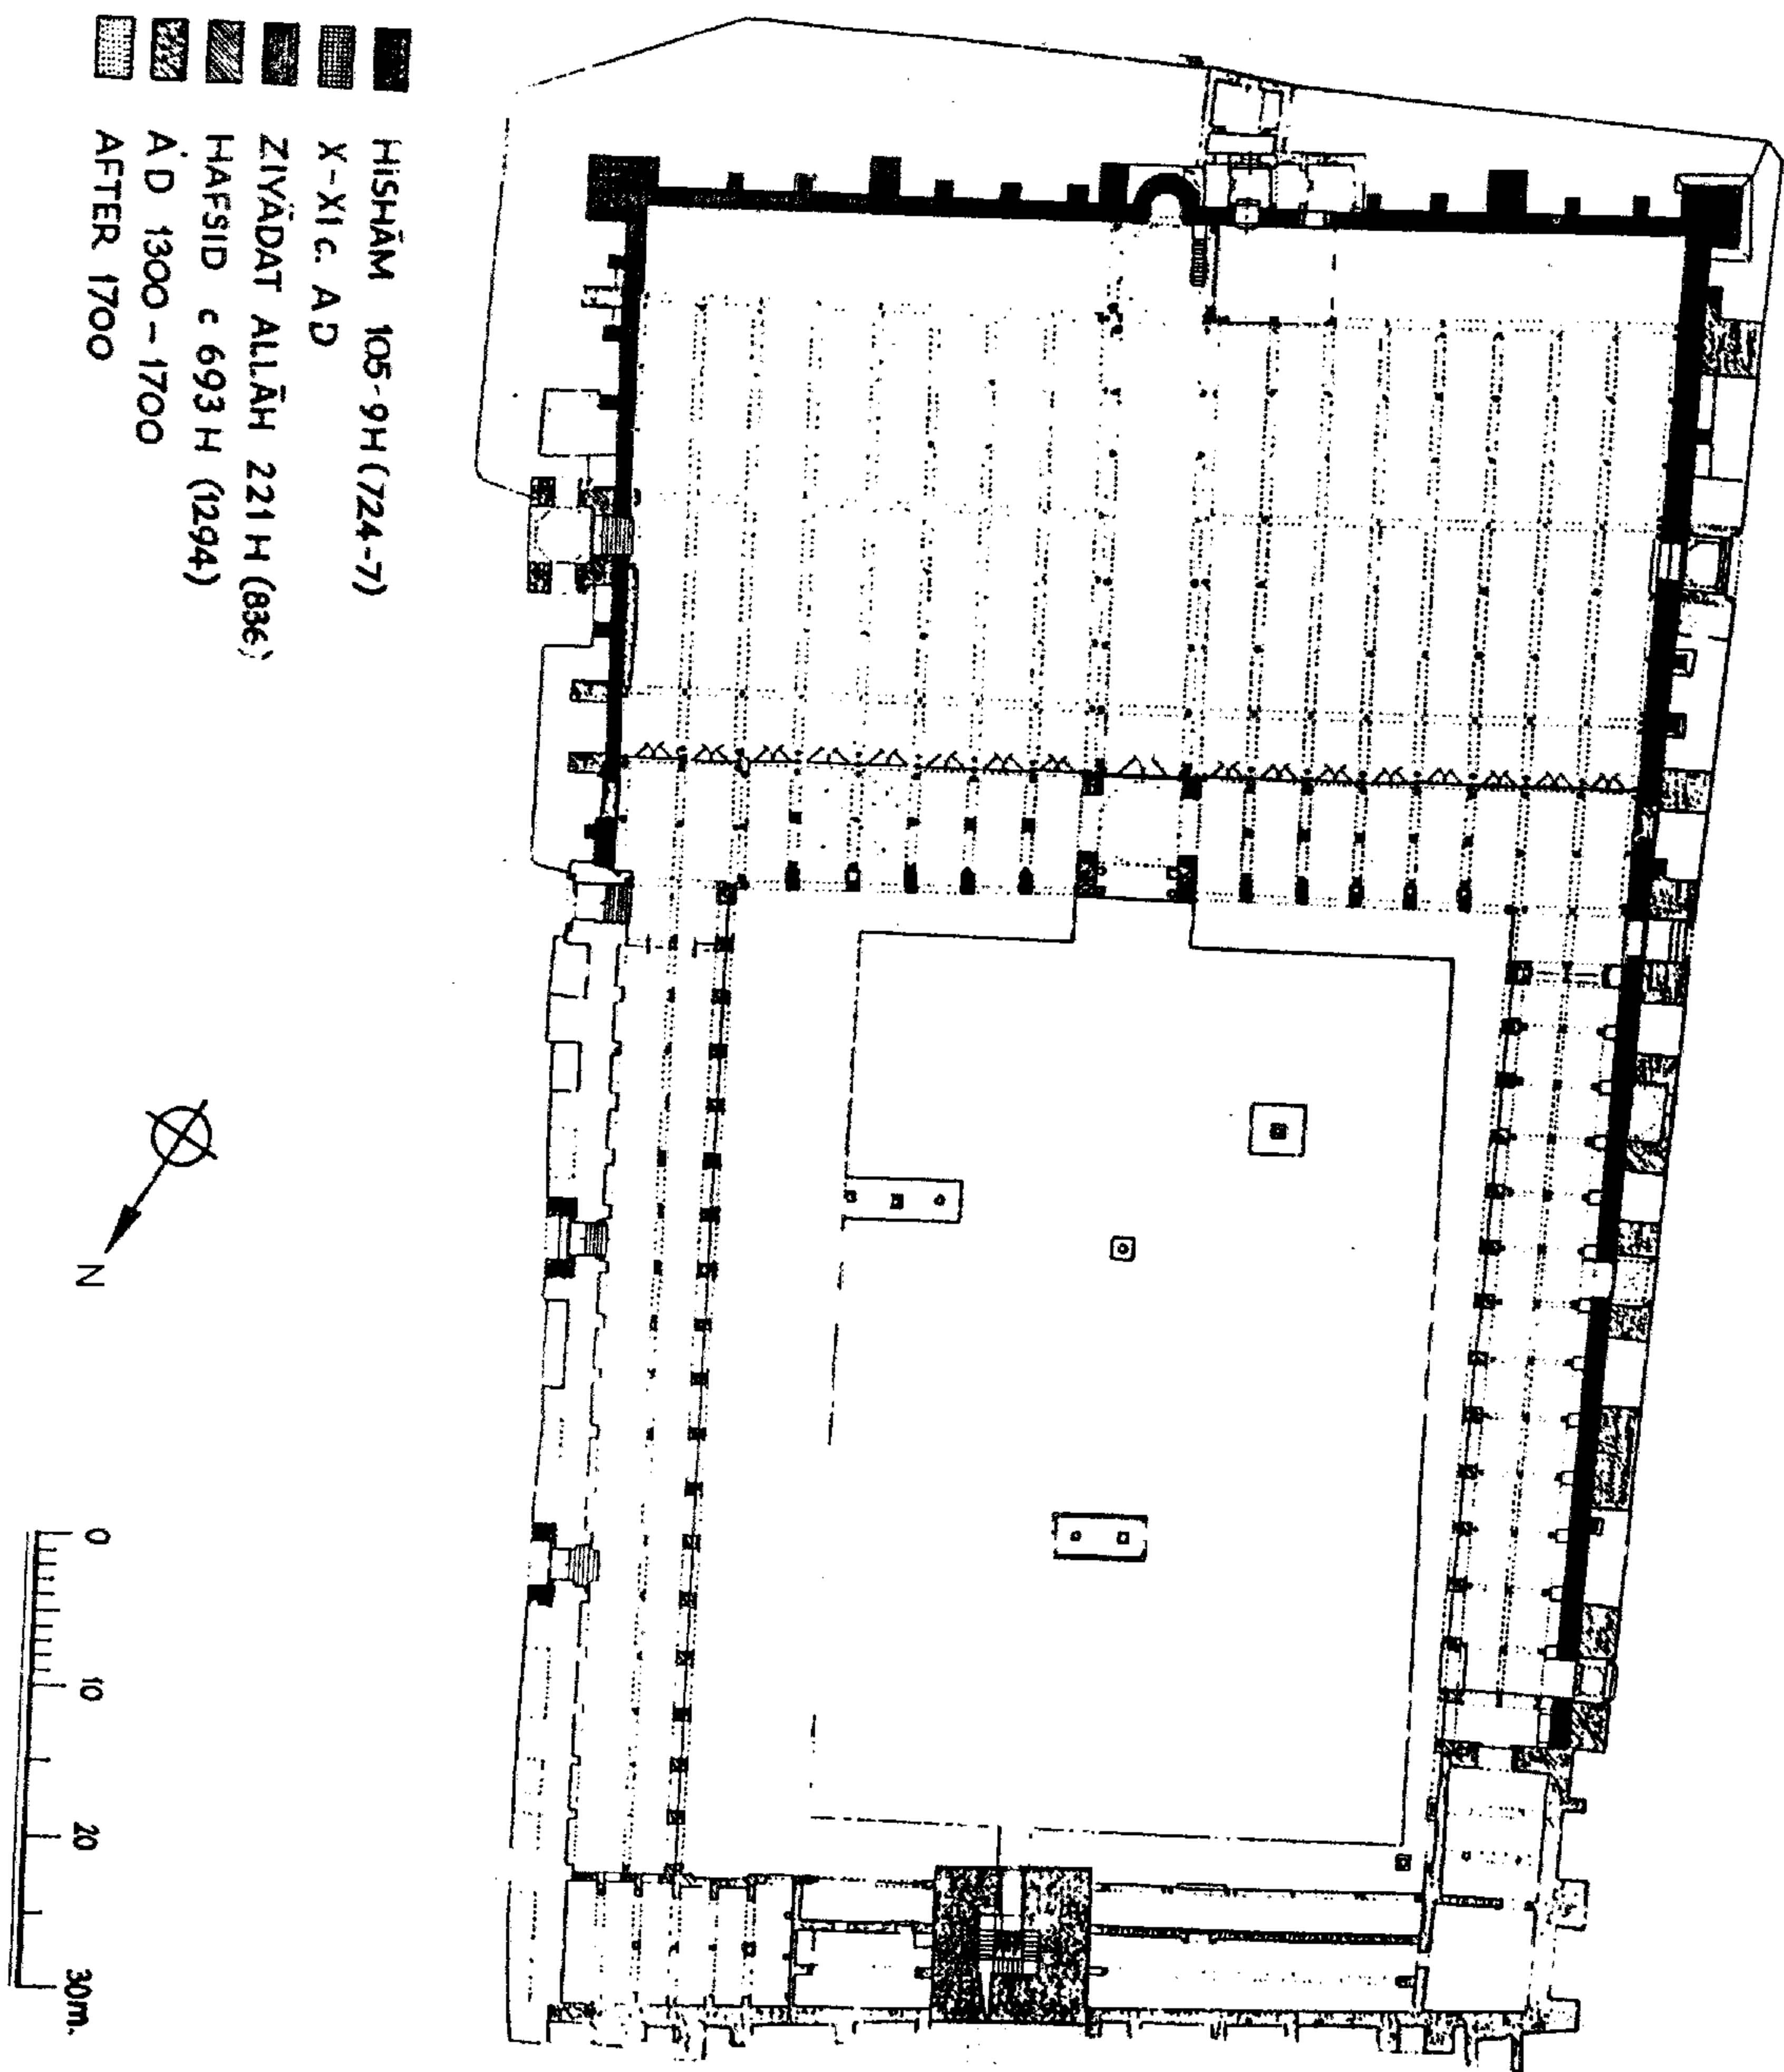 HISHĀM 105-9H (724-7)
X-XI c. A D
ZIYĀDAT ALLĀH 221 H (836)
HAFSID c 693 H (1294)
A D 1300-1700
AFTER 1700
N
0 10 20 30m.